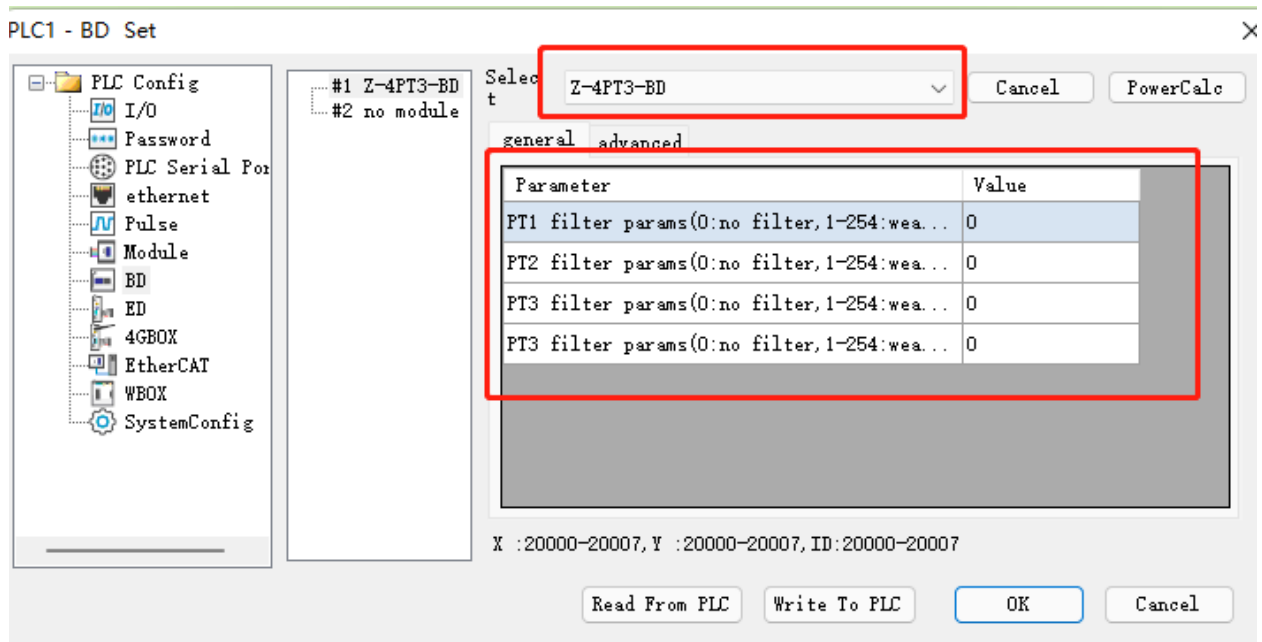 PLC1 - BD Set
PLC Config
I/O
Password
PLC Serial Por
ethernet
Pulse
Module
BD
ED
4GBOX
EtherCAT
WBOX
SystemConfig
#1 Z-4PT3-BD
#2 no module
Selec
t
Z-4PT3-BD
Cancel
PowerCalc
general
advanced
Parameter Value
PT1 filter params(0:no filter,1-254:wea... 0
PT2 filter params(0:no filter,1-254:wea... 0
PT3 filter params(0:no filter,1-254:wea... 0
PT3 filter params(0:no filter,1-254:wea... 0
X :20000-20007,Y :20000-20007,ID:20000-20007
Read From PLC
Write To PLC
OK
Cancel